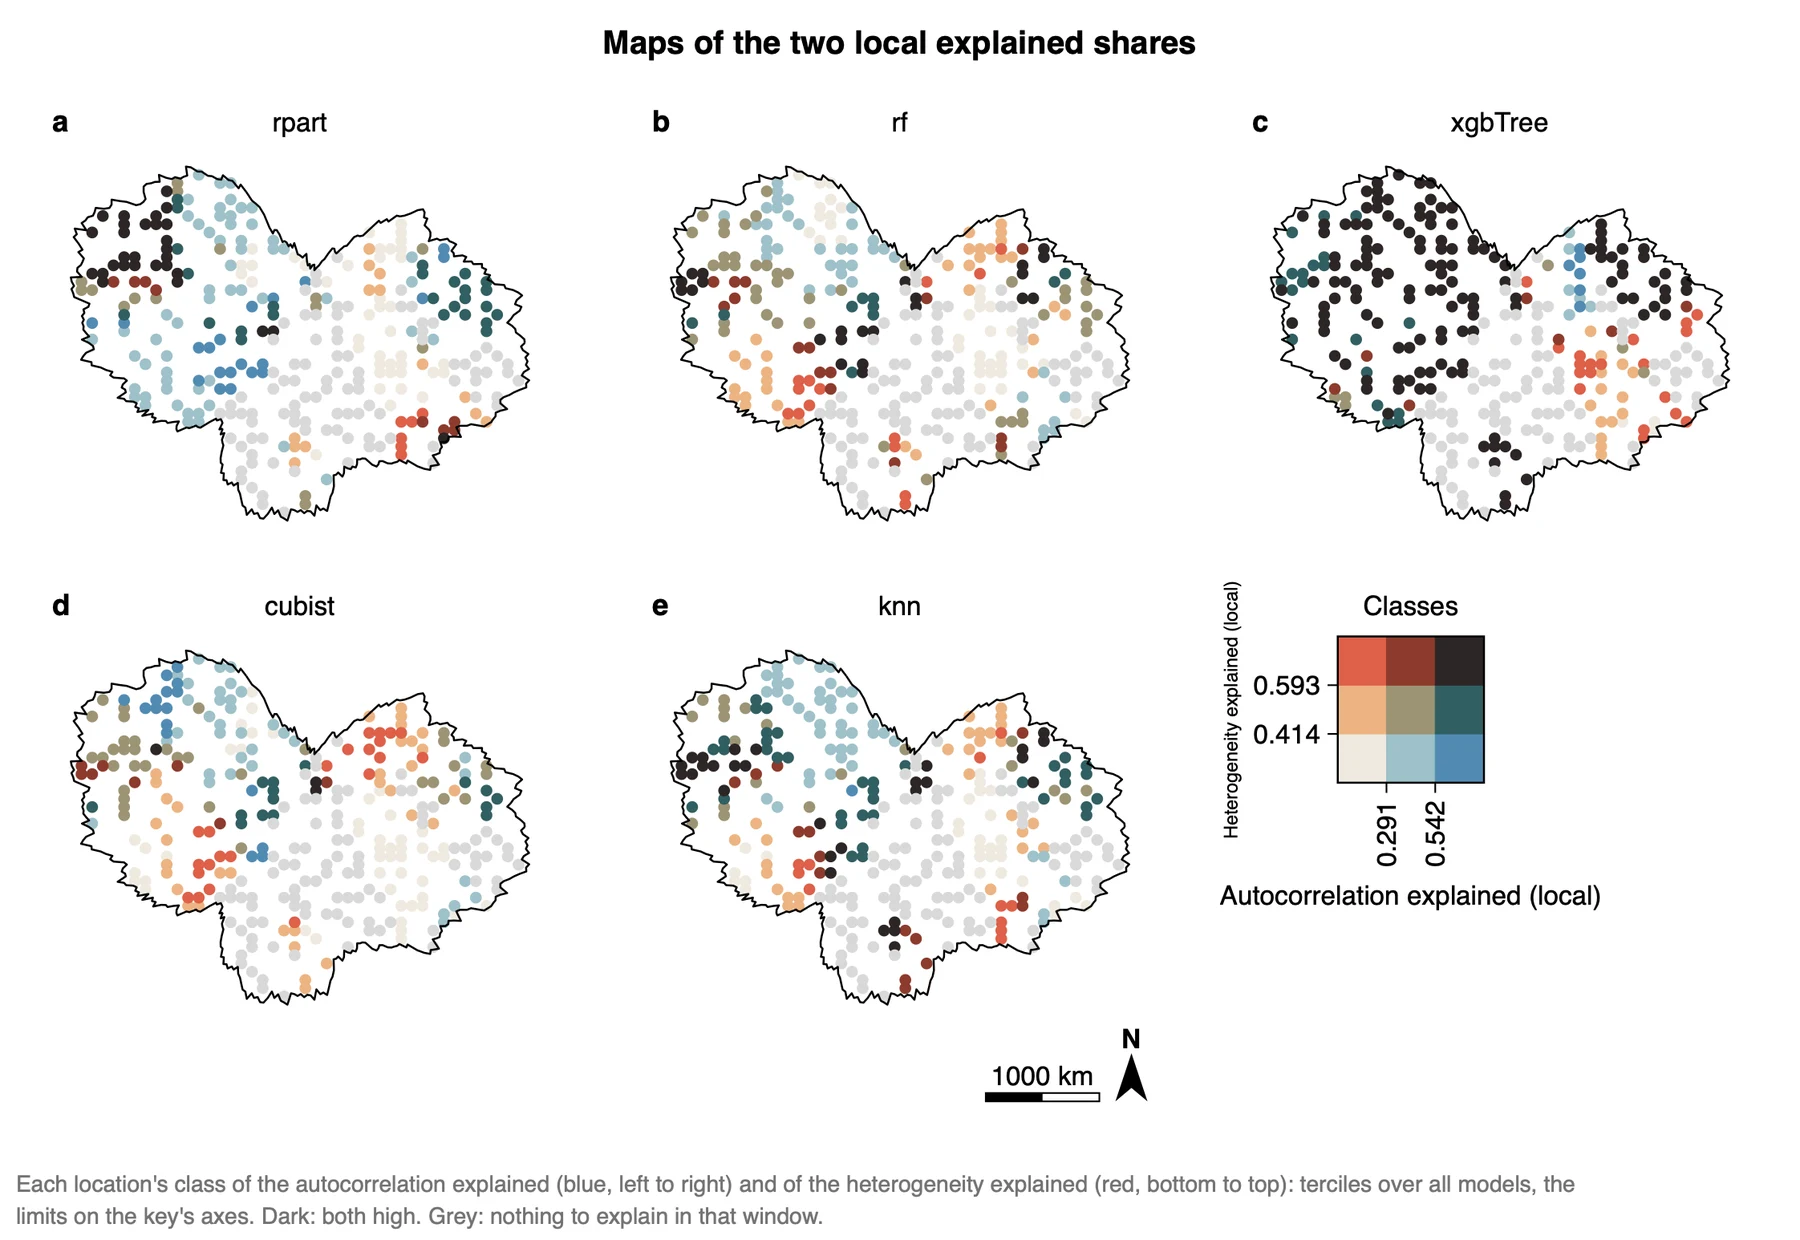 Maps of the two local explained shares
a
rpart
b
rf
c
xgbTree
d
cubist
e
knn
Classes
Heterogeneity explained (local)
0.593
0.414
0.291
0.542
Autocorrelation explained (local)
N
1000 km
Each location's class of the autocorrelation explained (blue, left to right) and of the heterogeneity explained (red, bottom to top): terciles over all models, the
limits on the key's axes. Dark: both high. Grey: nothing to explain in that window.